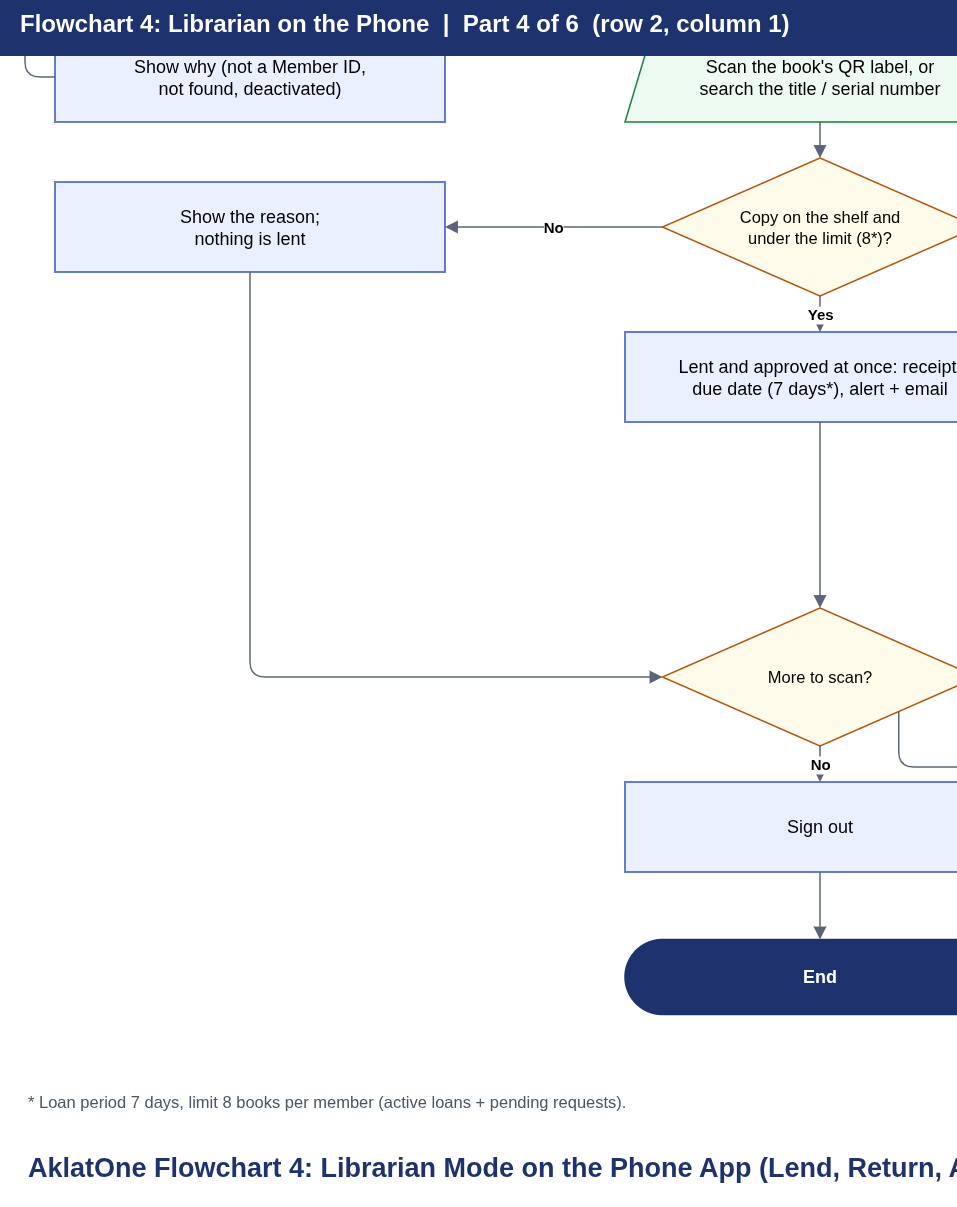 Flowchart 4: Librarian on the Phone | Part 4 of 6 (row 2, column 1)
Show why (not a Member ID,
not found, deactivated)
Scan the book's QR label, or
search the title / serial number
Show the reason;
nothing is lent
No
Copy on the shelf and
under the limit (8*)?
Yes
Lent and approved at once: receipt
due date (7 days*), alert + email
More to scan?
No
Sign out
End
* Loan period 7 days, limit 8 books per member (active loans + pending requests).
AklatOne Flowchart 4: Librarian Mode on the Phone App (Lend, Return,